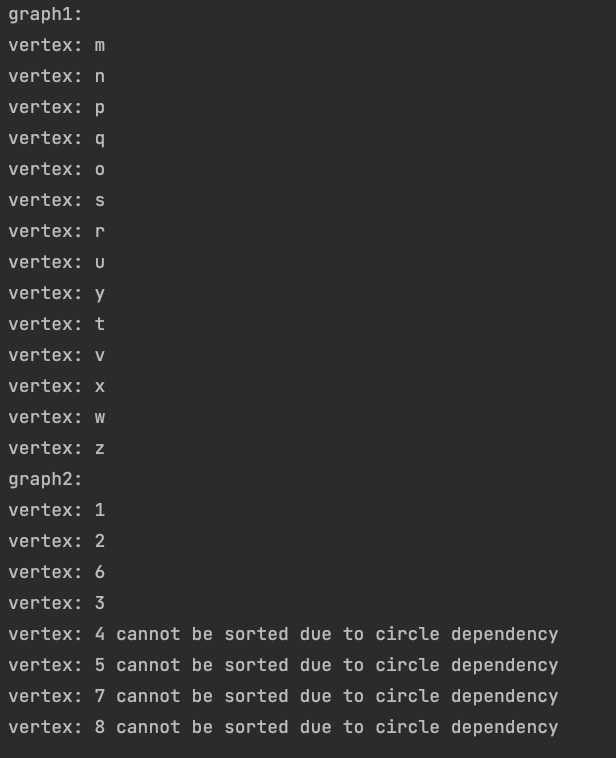 graph1:
vertex: m
vertex: n
vertex: p
vertex: q
vertex: o
vertex: s
vertex: r
vertex: u
vertex: y
vertex: t
vertex: v
vertex: x
vertex: w
vertex: z
graph2:
vertex: 1
vertex: 2
vertex: 6
vertex: 3
vertex: 4 cannot be sorted due to circle dependency
vertex: 5 cannot be sorted due to circle dependency
vertex: 7 cannot be sorted due to circle dependency
vertex: 8 cannot be sorted due to circle dependency